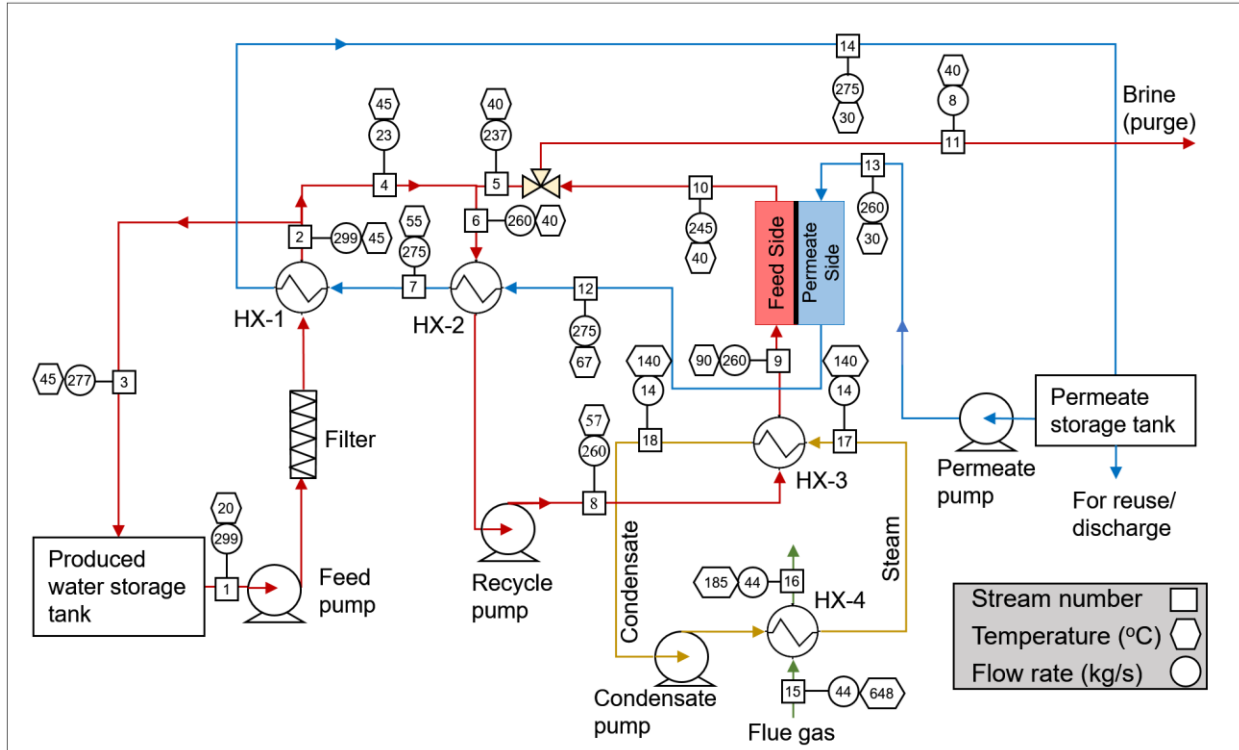 14
275
30
40
8
11
Brine
(purge)
45
23
4
40
237
5
10
245
40
13
260
30
2
299
45
55
275
7
6
260
40
HX-1
HX-2
12
275
67
Feed Side
Permeate
Side
90
260
9
45
277
3
Filter
140
14
18
140
14
17
57
260
8
HX-3
Permeate
storage tank
Permeate
pump
For reuse/
discharge
20
299
1
Produced
water storage
tank
Feed
pump
Recycle
pump
Condensate
Steam
185
44
16
HX-4
Condensate
pump
15
44
648
Flue gas
Stream number
Temperature (oC)
Flow rate (kg/s)